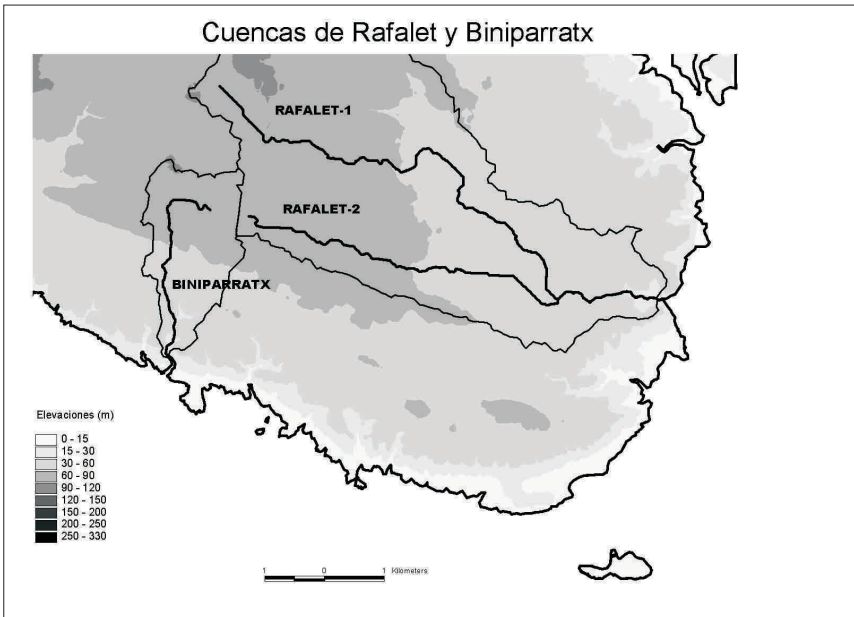 Cuencas de Rafalet y Biniparratx
RAFALET-1
RAFALET-2
BINIPARRATX
Elevaciones (m)
0 - 15
15 - 30
30 - 60
60 - 90
90 - 120
120 - 150
150 - 200
200 - 250
250 - 330
1 0 1 Kilometers